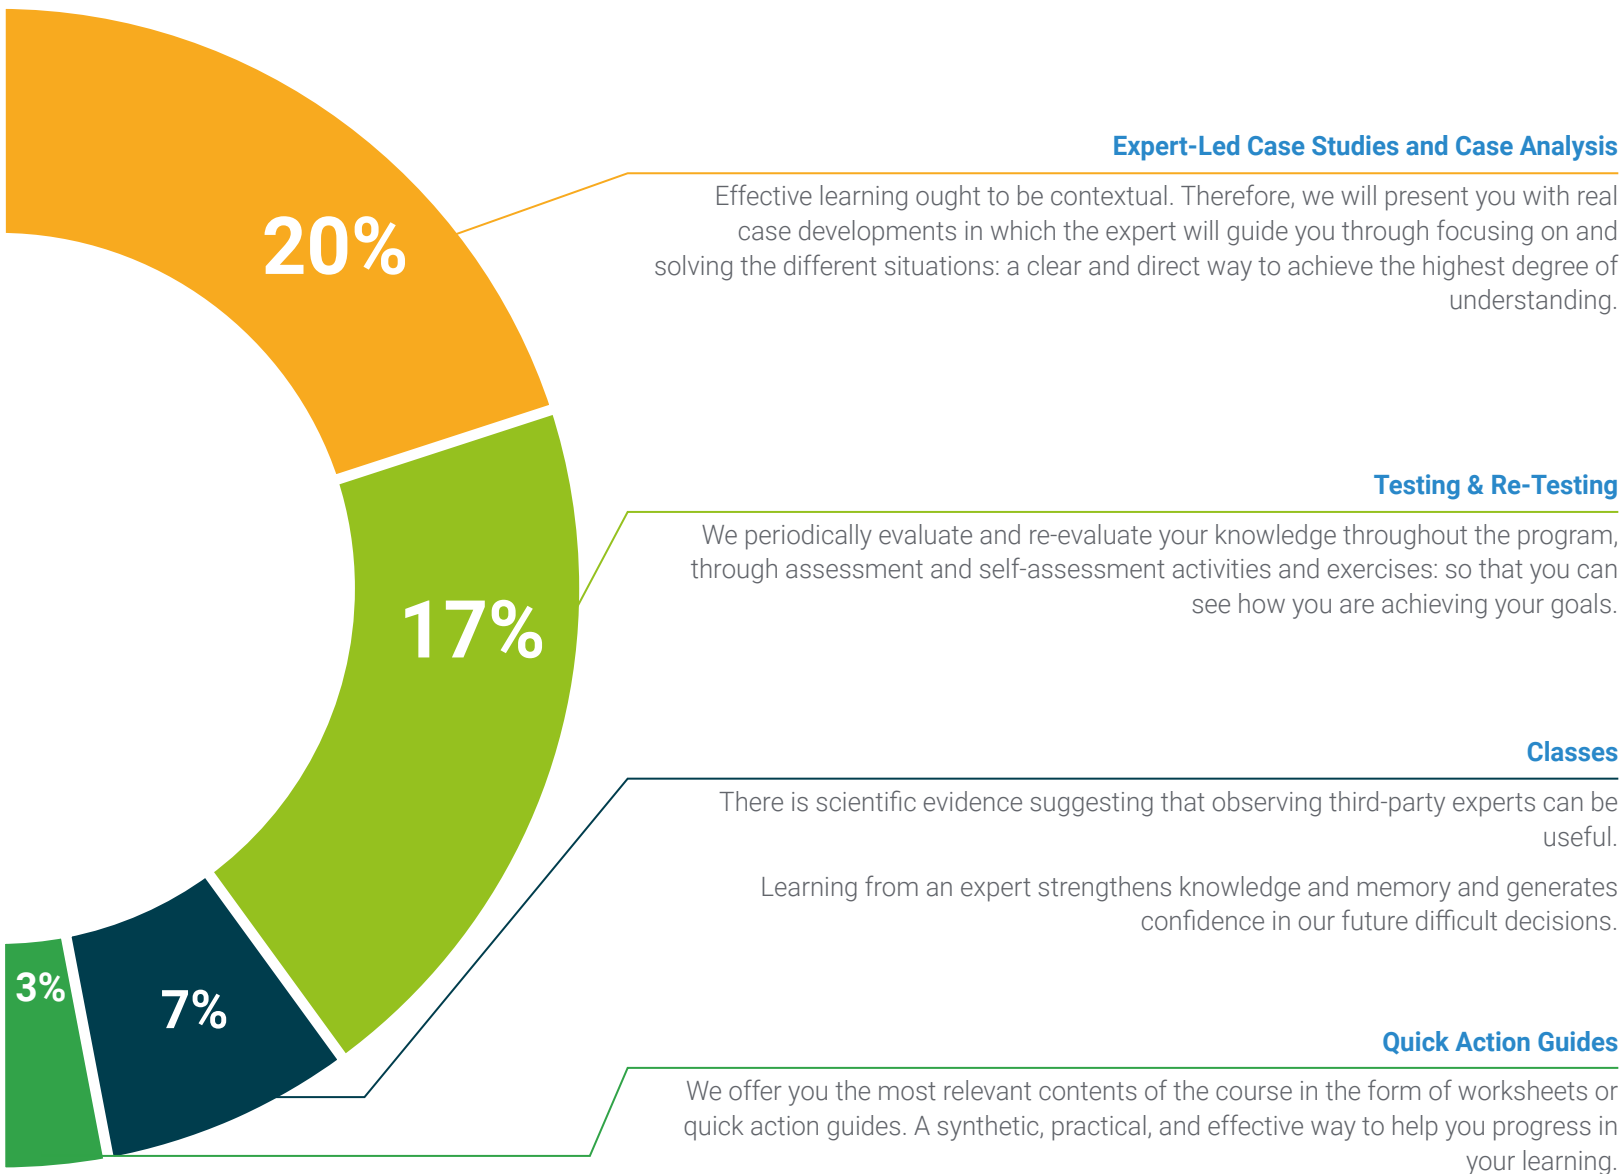 20%
Expert-Led Case Studies and Case Analysis
Effective learning ought to be contextual. Therefore, we will present you with real
case developments in which the expert will guide you through focusing on and
solving the different situations: a clear and direct way to achieve the highest degree of
understanding.
17%
Testing & Re-Testing
We periodically evaluate and re-evaluate your knowledge throughout the program,
through assessment and self-assessment activities and exercises: so that you can
see how you are achieving your goals.
7%
Classes
There is scientific evidence suggesting that observing third-party experts can be
useful.
Learning from an expert strengthens knowledge and memory and generates
confidence in our future difficult decisions.
3%
Quick Action Guides
We offer you the most relevant contents of the course in the form of worksheets or
quick action guides. A synthetic, practical, and effective way to help you progress in
your learning.